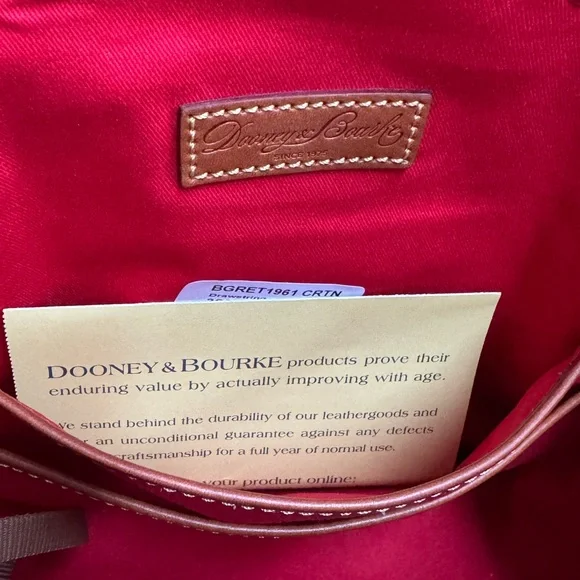 Dooney & Bourke
SINCE 1975
BGRET1961 CRTN
Drawstring
DOONEY & BOURKE products prove their
enduring value by actually improving with age.
We stand behind the durability of our leathergoods and
an unconditional guarantee against any defects
craftsmanship for a full year of normal use.
your product online: